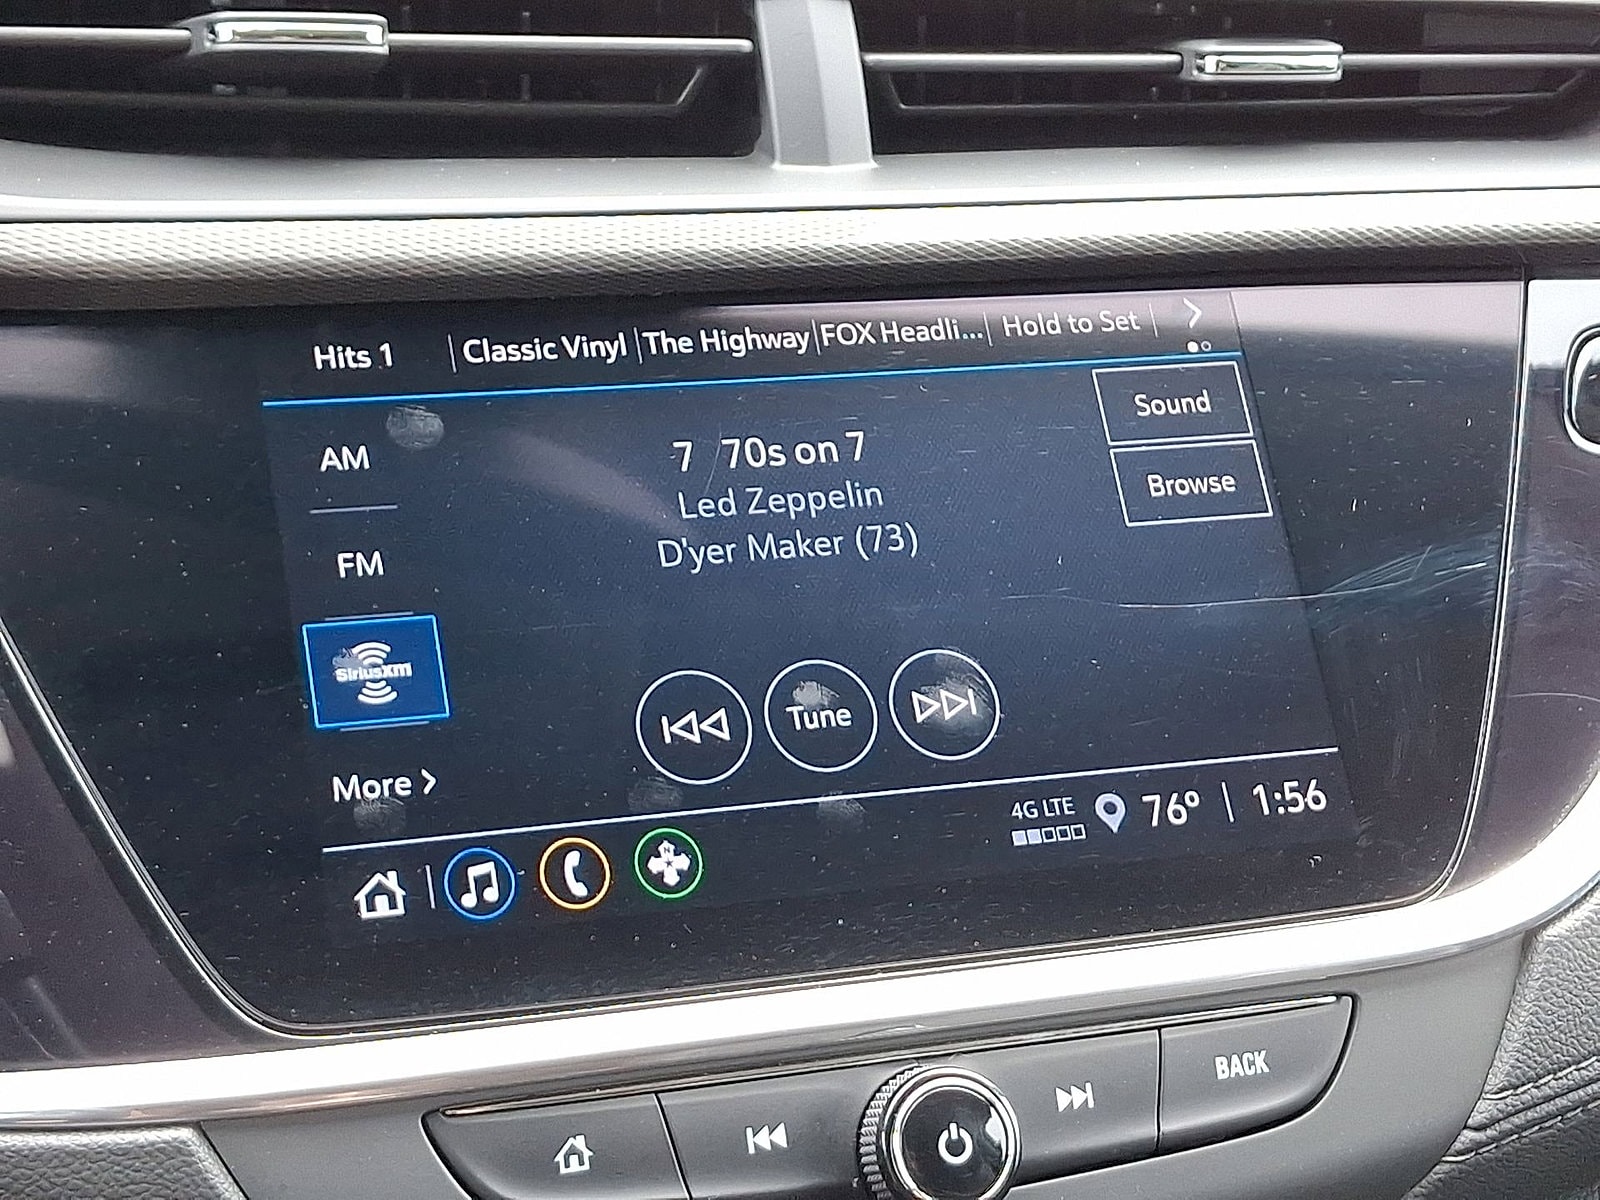 Hits 1 | Classic Vinyl | The Highway | FOX Headli... | Hold to Set
Sound
AM
7 70s on 7
Browse
Led Zeppelin
D'yer Maker (73)
FM
SiriusXM
Tune
More >
4G LTE
76° | 1:56
N
BACK